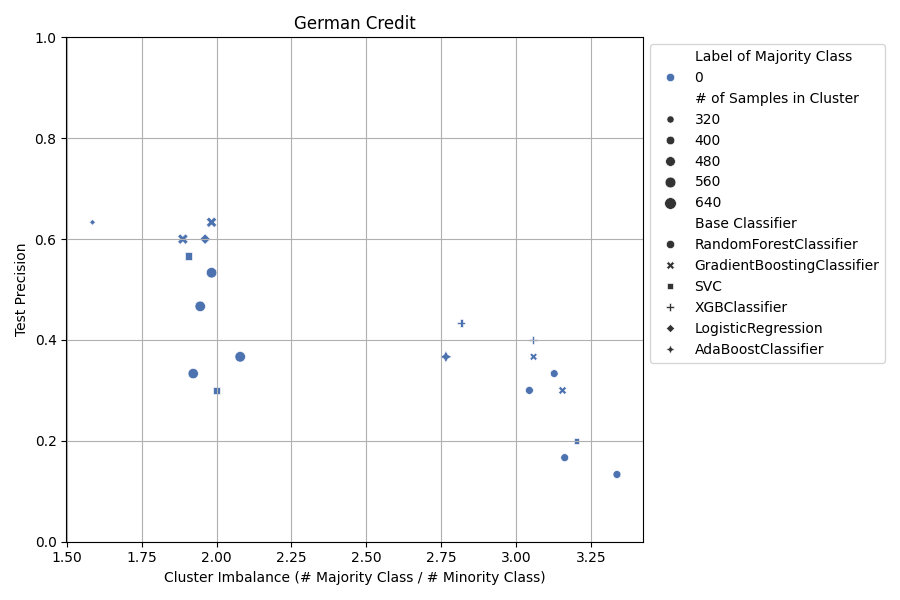 German Credit
Test Precision
1.0
0.8
0.6
0.4
0.2
0.0
1.50
1.75
2.00
2.25
2.50
2.75
3.00
3.25
Cluster Imbalance (# Majority Class / # Minority Class)
Label of Majority Class
0
# of Samples in Cluster
320
400
480
560
640
Base Classifier
RandomForestClassifier
GradientBoostingClassifier
SVC
XGBClassifier
LogisticRegression
AdaBoostClassifier